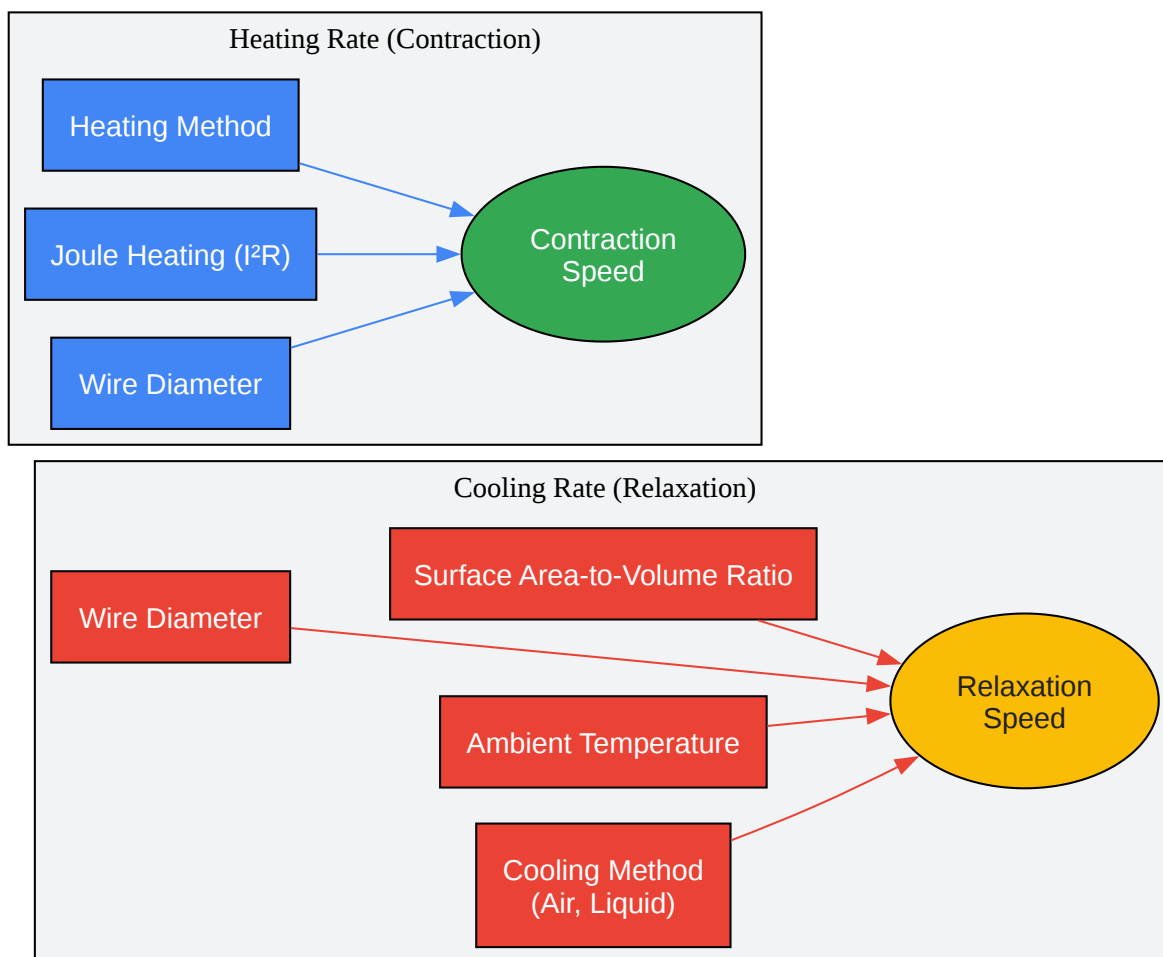 Heating Rate (Contraction)
Heating Method
Joule Heating (I²R)
Wire Diameter
Contraction
Speed
Cooling Rate (Relaxation)
Surface Area-to-Volume Ratio
Wire Diameter
Ambient Temperature
Cooling Method
(Air, Liquid)
Relaxation
Speed